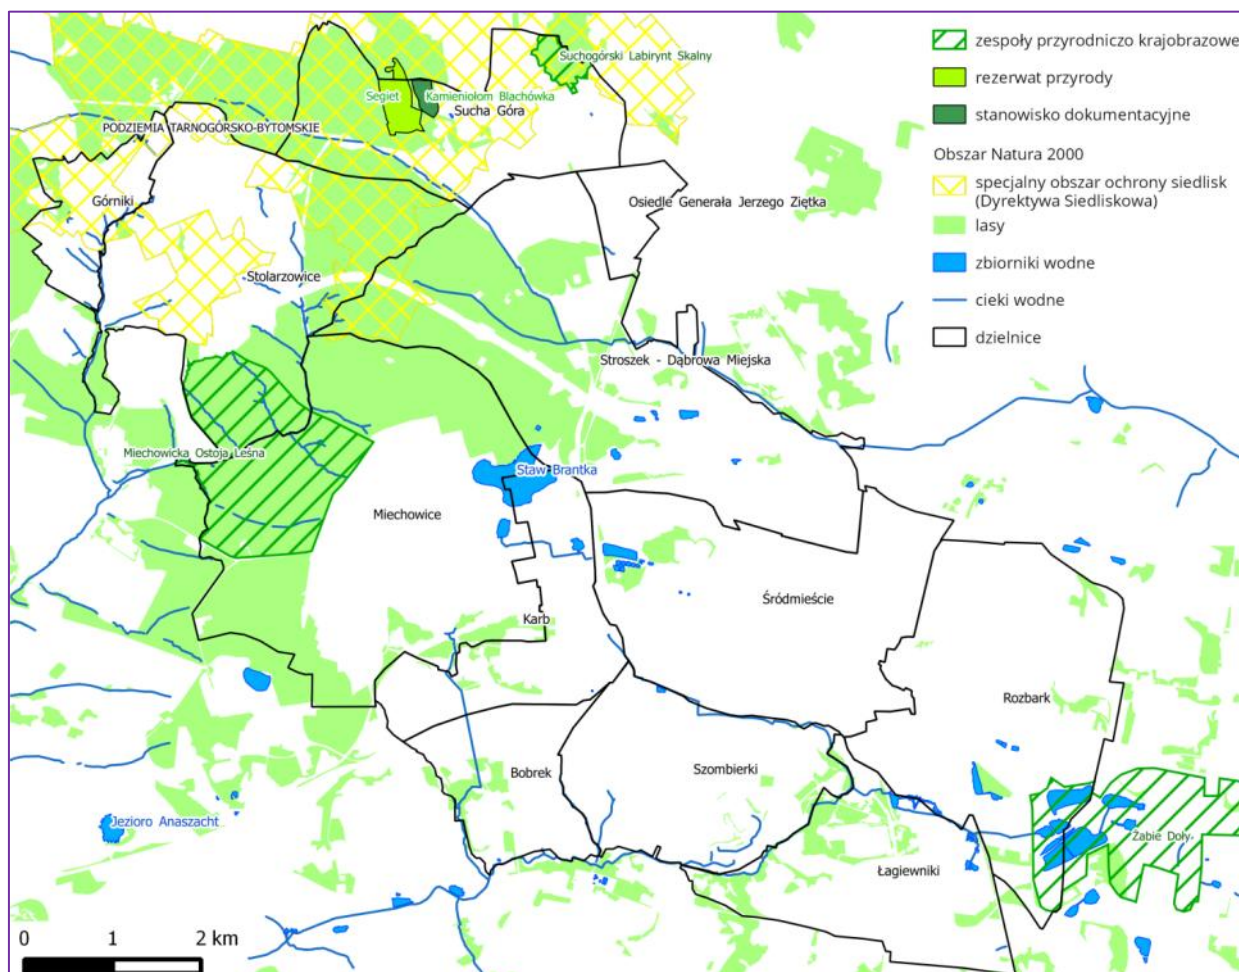 zespoły przyrodniczo krajobrazowe
Suchogórski Labirynt Skalny
rezerwat przyrody
Segiet
Kamieniołom Blachówka
Sucha Góra
stanowisko dokumentacyjne
PODZIEMIA TARNOGÓRSKO-BYTOMSKIE
Obszar Natura 2000
specjalny obszar ochrony siedlisk
(Dyrektywa Siedliskowa)
Górniki
Osiedle Generała Jerzego Ziętka
lasy
zbiorniki wodne
Stolarzowice
cieki wodne
dzielnice
Stroszek - Dąbrowa Miejska
Miechowicka Ostoja Leśna
Staw Brantka
Miechowice
Śródmieście
Karb
Rozbark
Bobrek
Szombierki
Jezioro Anaszacht
Żabie Doły
Łagiewniki
0 1 2 km